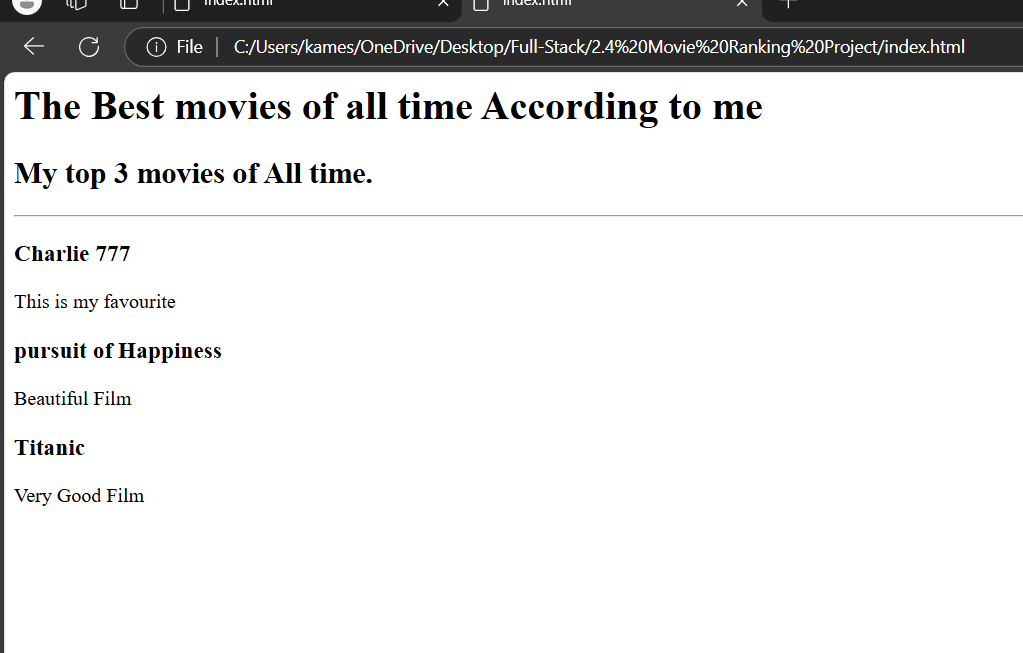 index.html
index.html
File
C:/Users/kames/OneDrive/Desktop/Full-Stack/2.4%20Movie%20Ranking%20Project/index.html
The Best movies of all time According to me
My top 3 movies of All time.
Charlie 777
This is my favourite
pursuit of Happiness
Beautiful Film
Titanic
Very Good Film